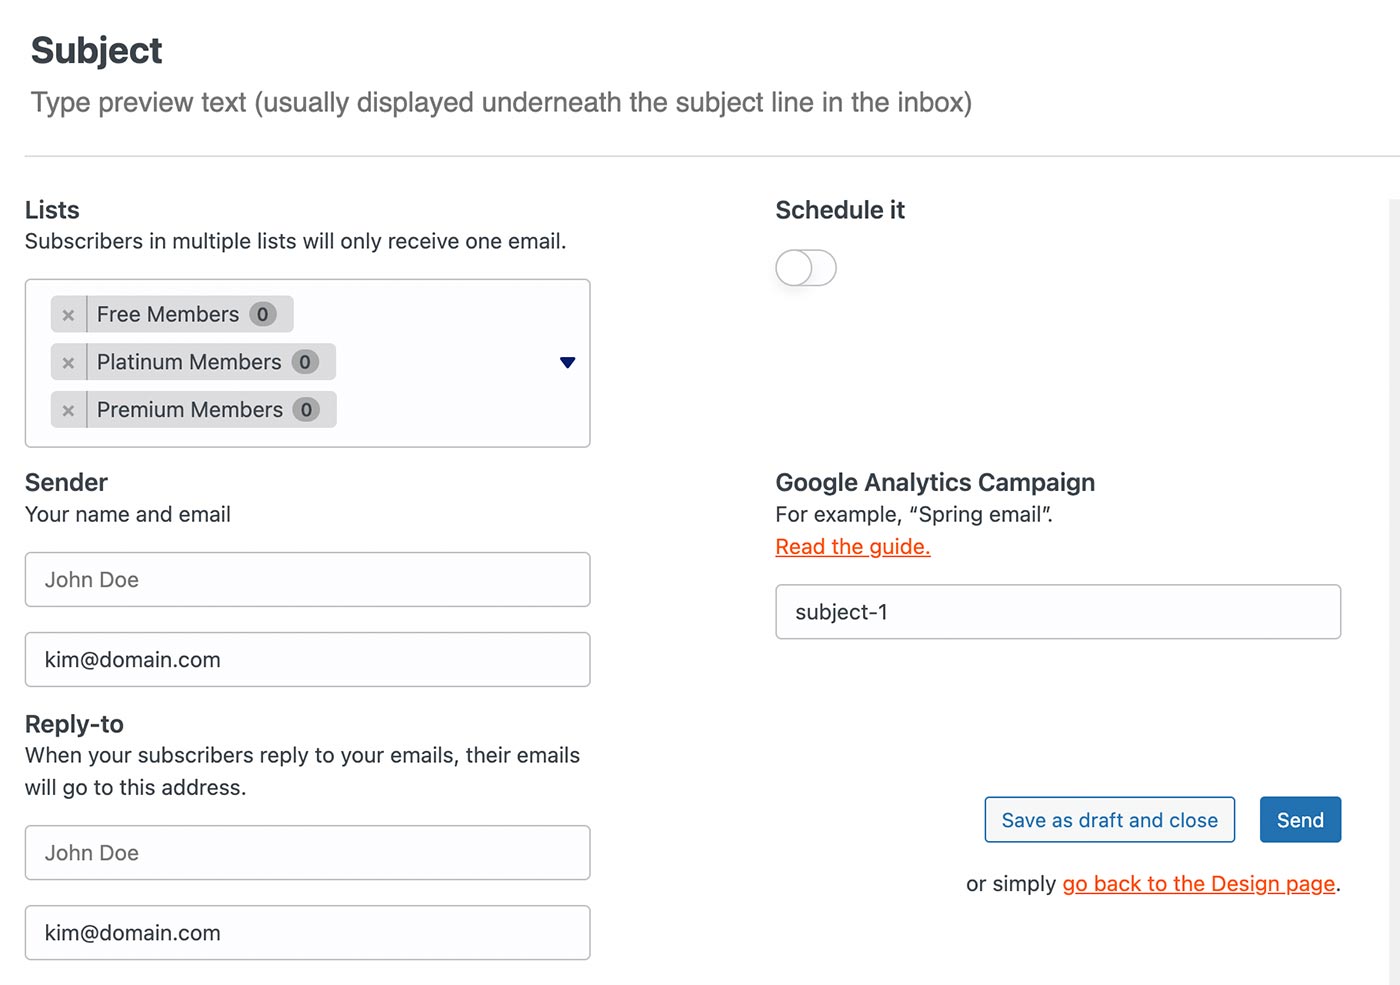 Subject
Type preview text (usually displayed underneath the subject line in the inbox)
Lists
Subscribers in multiple lists will only receive one email.
× Free Members 0
× Platinum Members 0
× Premium Members 0
Schedule it
Sender
Your name and email
John Doe
kim@domain.com
Google Analytics Campaign
For example, “Spring email”.
Read the guide.
subject-1
Reply-to
When your subscribers reply to your emails, their emails
will go to this address.
John Doe
kim@domain.com
Save as draft and close
Send
or simply go back to the Design page.